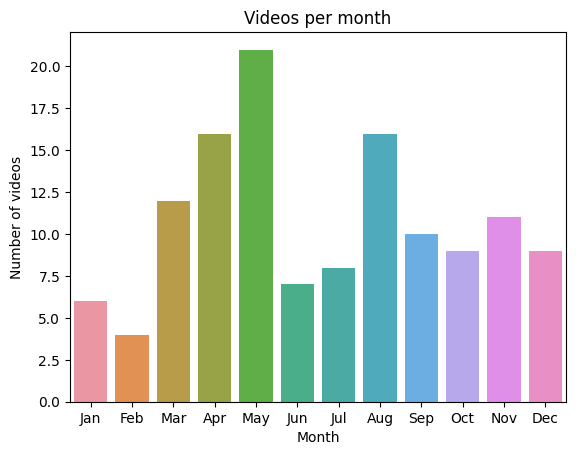 Videos per month
Number of videos
20.0
17.5
15.0
12.5
10.0
7.5
5.0
2.5
0.0
Jan Feb Mar Apr May Jun Jul Aug Sep Oct Nov Dec
Month